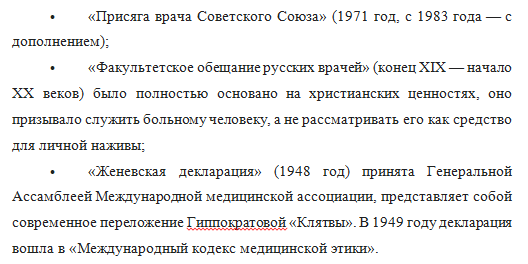 • «Присяга врача Советского Союза» (1971 год, с 1983 года — с
дополнением);
• «Факультетское обещание русских врачей» (конец XIX — начало
XX веков) было полностью основано на христианских ценностях, оно
призывало служить больному человеку, а не рассматривать его как средство
для личной наживы;
• «Женевская декларация» (1948 год) принята Генеральной
Ассамблеей Международной медицинской ассоциации, представляет собой
современное переложение Гиппократовой «Клятвы». В 1949 году декларация
вошла в «Международный кодекс медицинской этики».